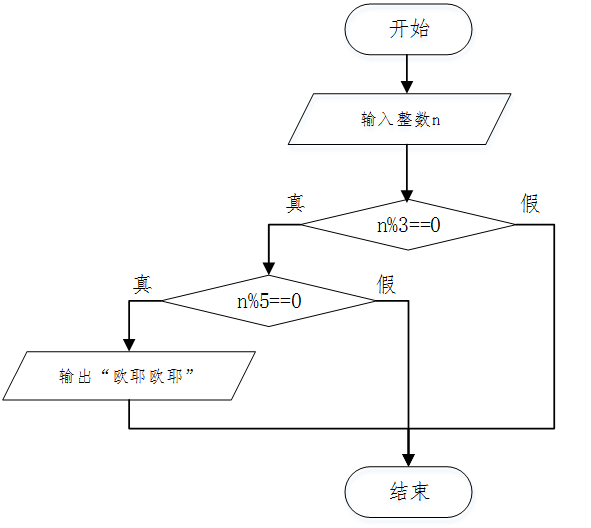 开始
输入整数n
真
假
n%3==0
真
假
n%5==0
输出“欧耶欧耶”
结束